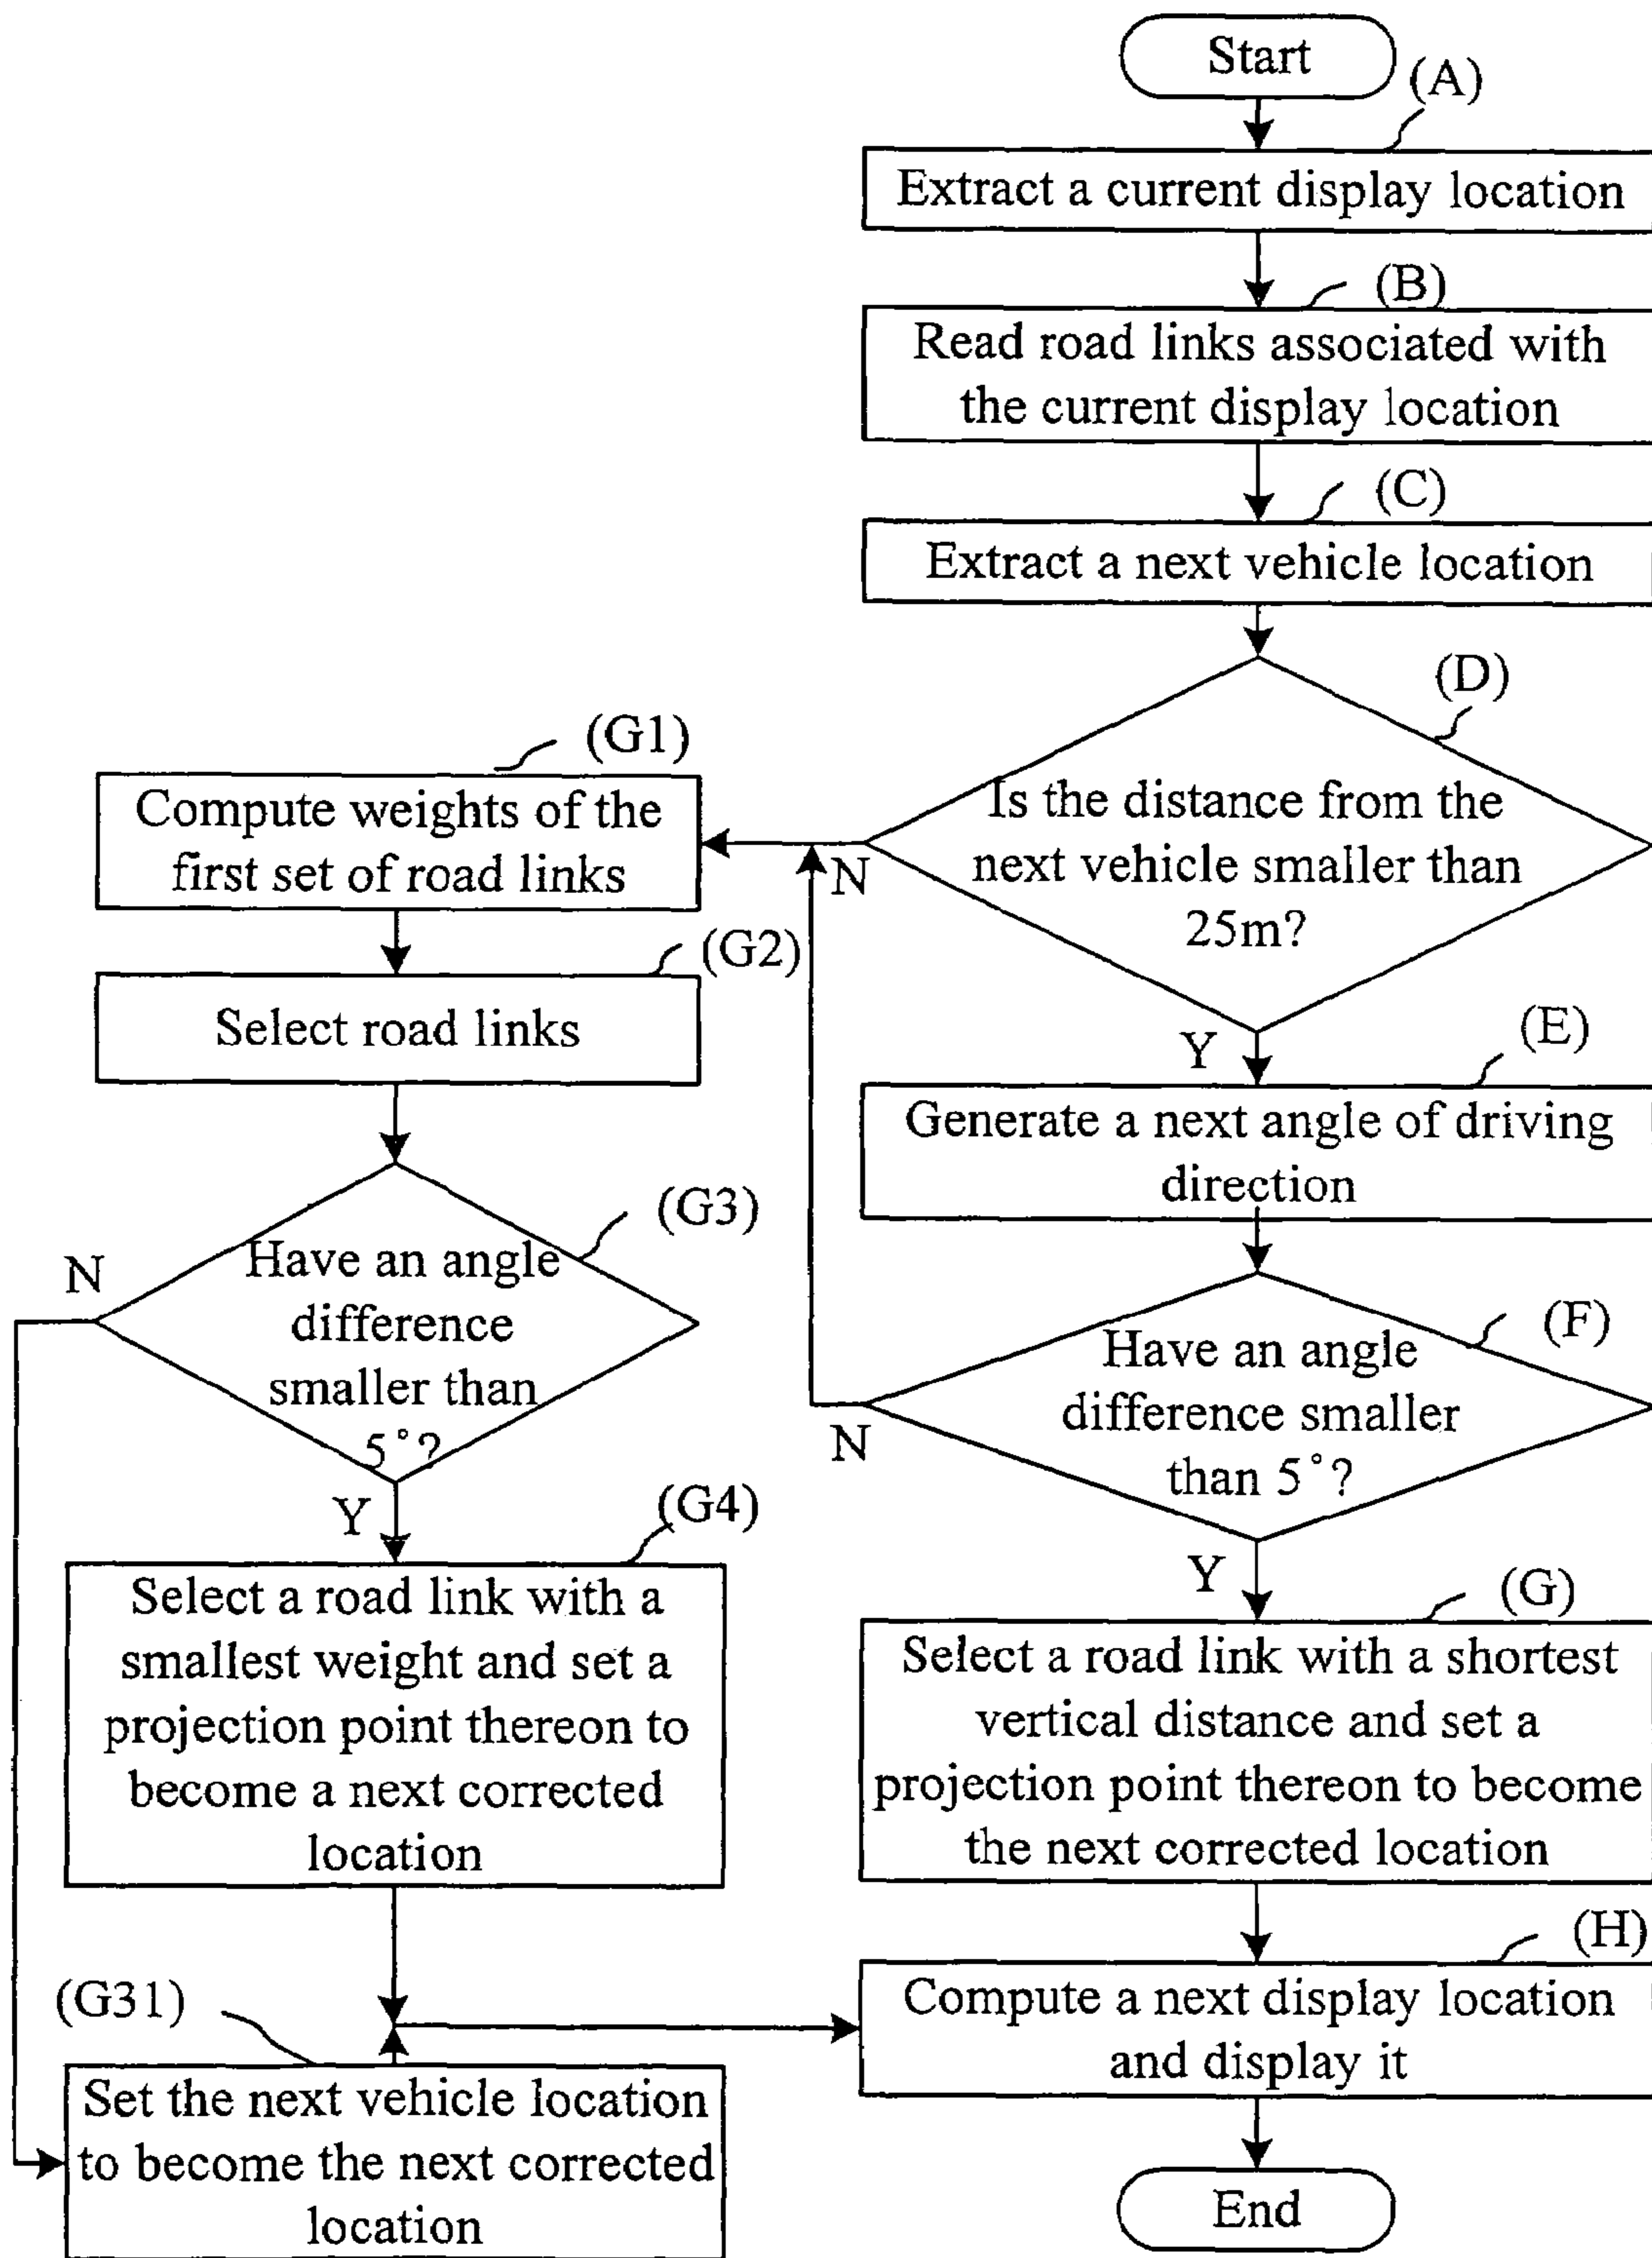 Start
(A)
Extract a current display location
(B)
Read road links associated with
the current display location
(C)
Extract a next vehicle location
(D)
Is the distance from the
next vehicle smaller than
25m?
N
Y
(E)
Generate a next angle of driving
direction
(F)
Have an angle
difference smaller
than 5°?
N
Y
(G)
Select a road link with a shortest
vertical distance and set a
projection point thereon to become
the next corrected location
(H)
Compute a next display location
and display it
End
(G1)
Compute weights of the
first set of road links
(G2)
Select road links
(G3)
Have an angle
difference
smaller than
5°?
N
Y
(G4)
Select a road link with a
smallest weight and set a
projection point thereon to
become a next corrected
location
(G31)
Set the next vehicle location
to become the next corrected
location